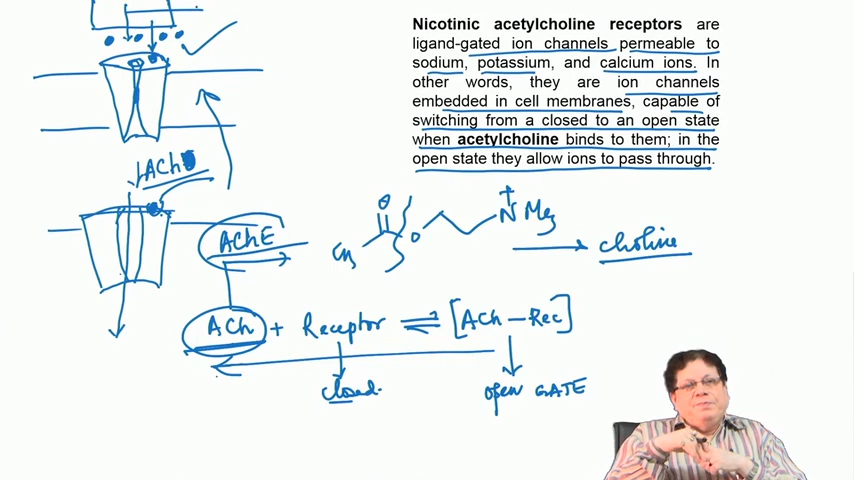 Nicotinic acetylcholine receptors are
ligand-gated ion channels permeable to
sodium, potassium, and calcium ions. In
other words, they are ion channels
embedded in cell membranes, capable of
switching from a closed to an open state
when acetylcholine binds to them; in the
open state they allow ions to pass through.
ACh
AChE
CH3
O
O
N+ Me3
choline
ACh + Receptor ⇌ [ACh - Rec]
closed.
open GATE